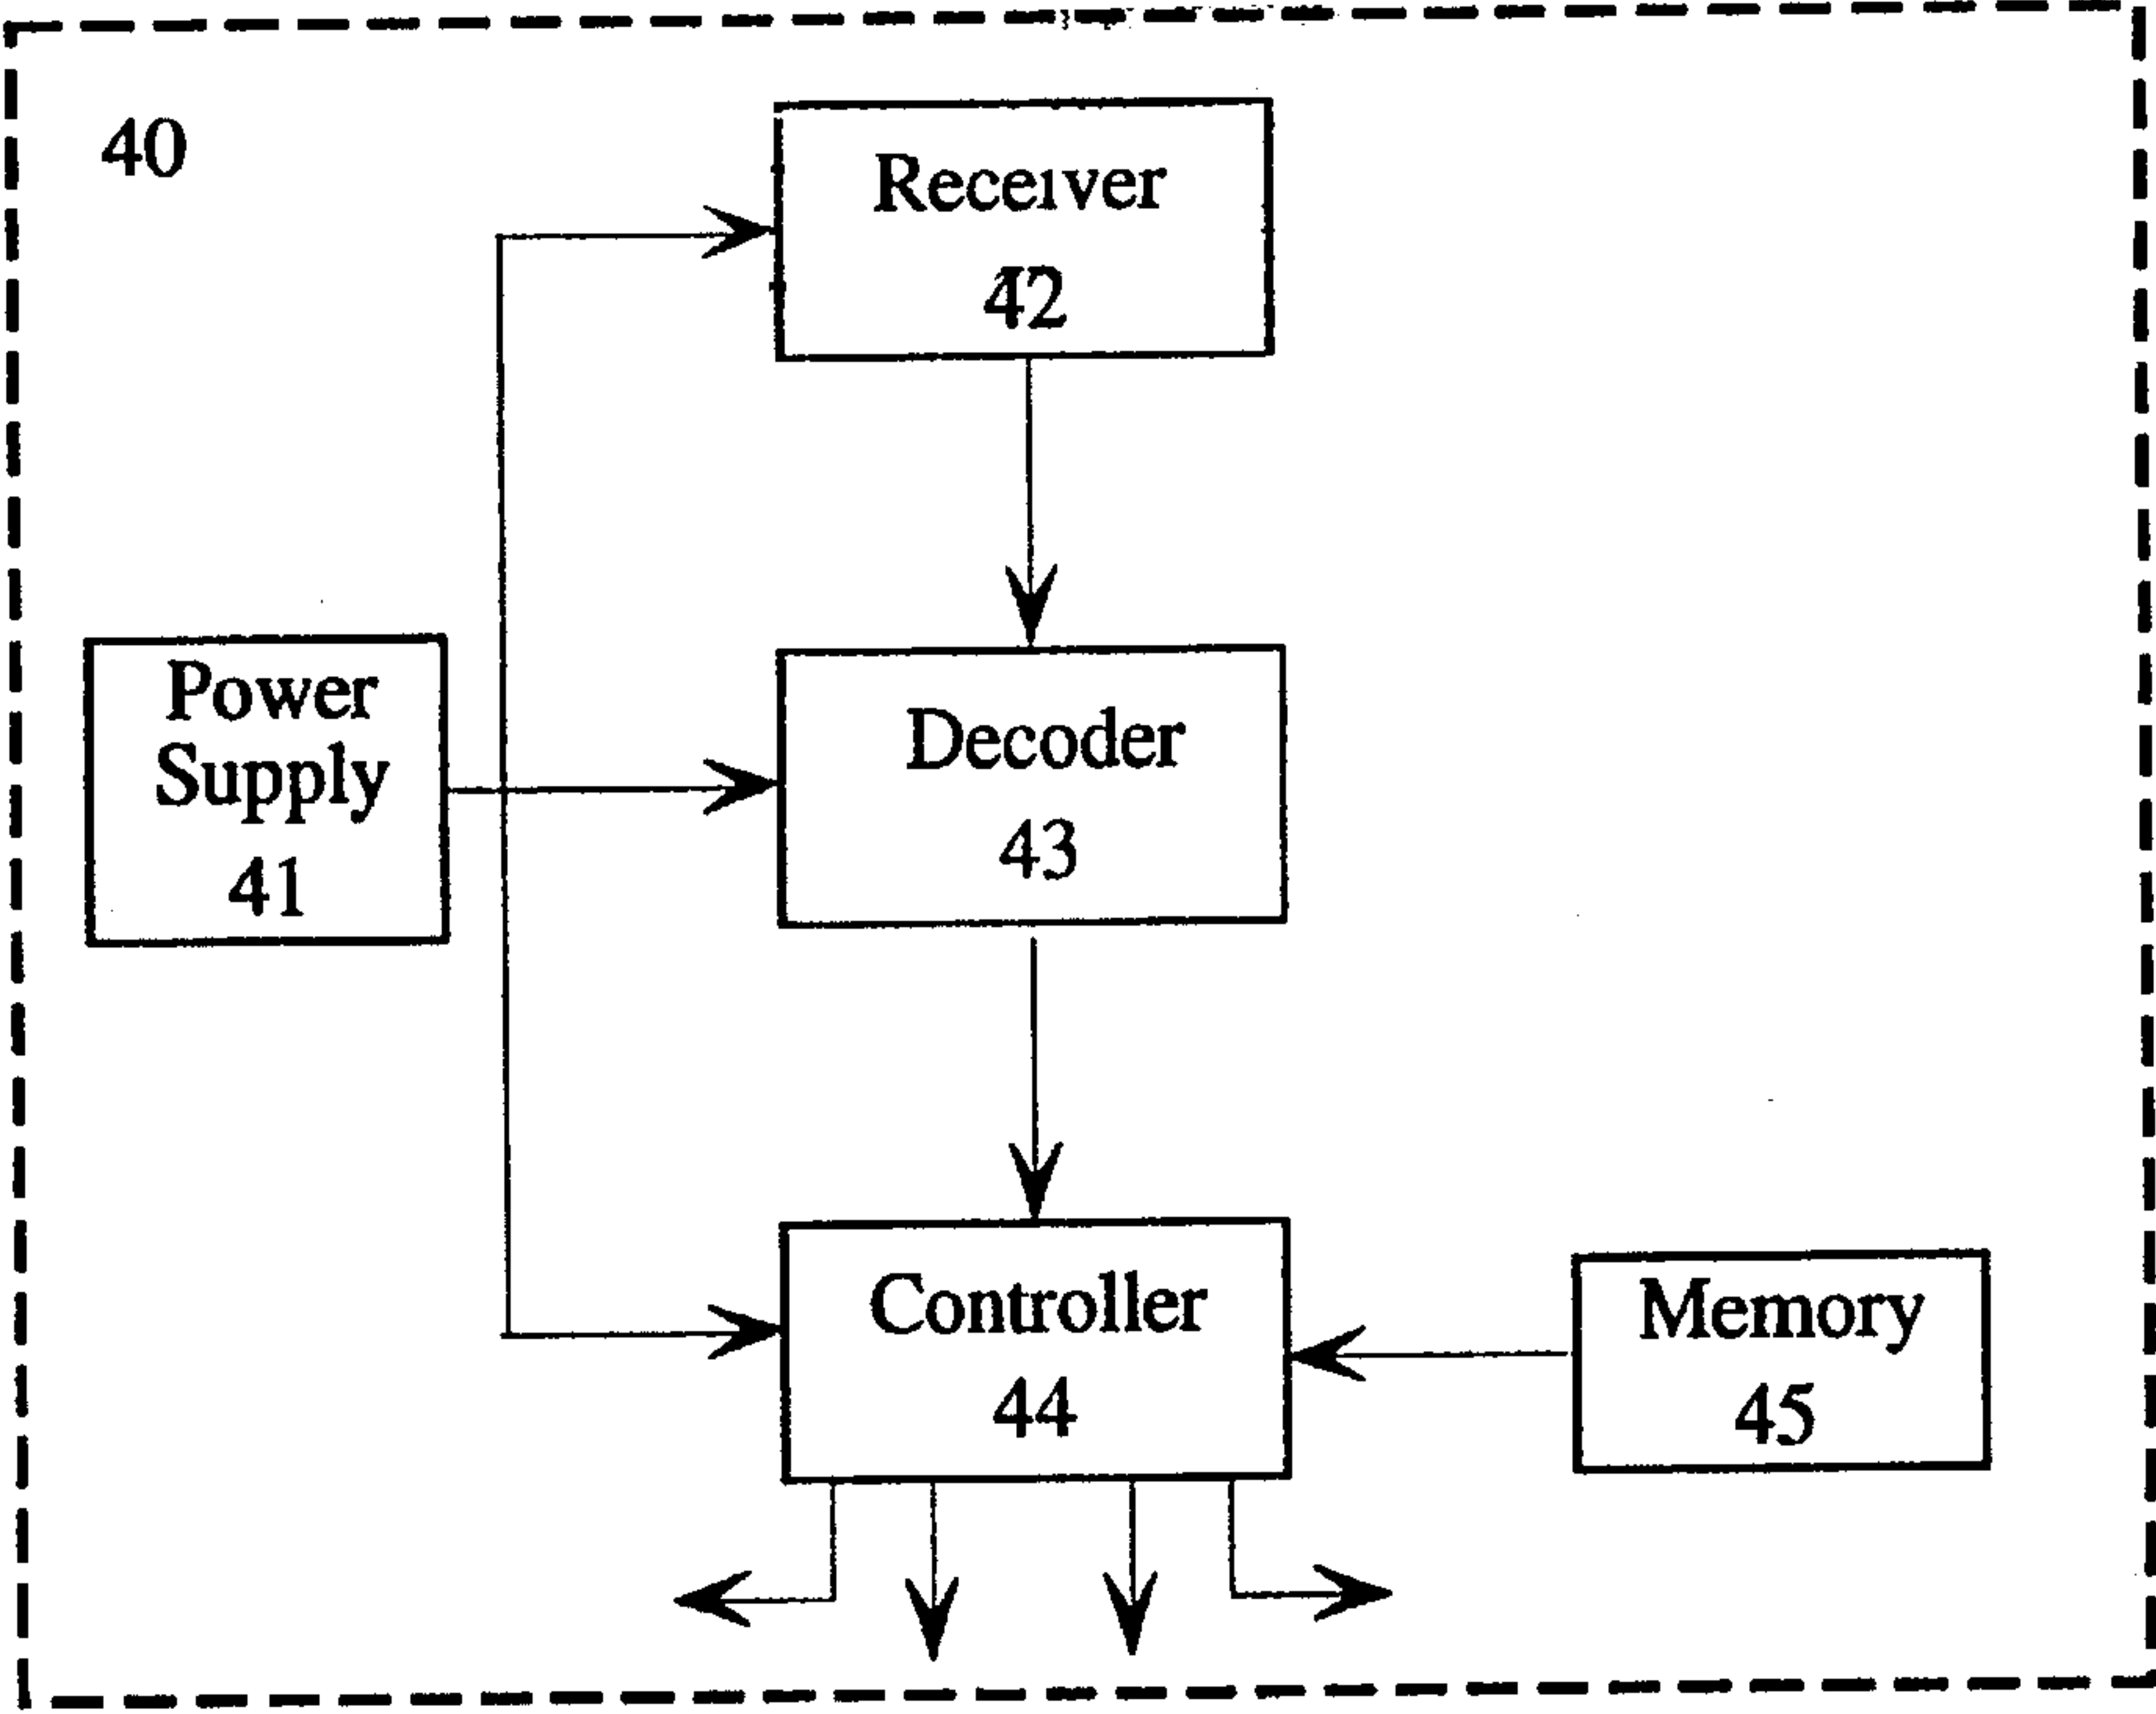 40
Receiver
42
Power
Supply
41
Decoder
43
Controller
44
Memory
45